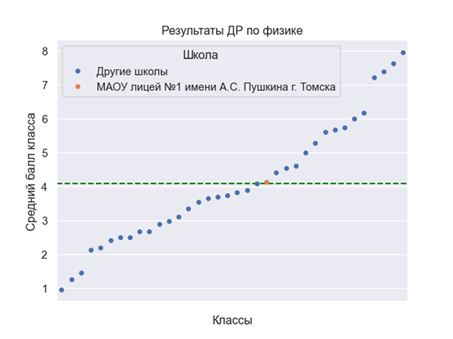 Результаты ДР по физике
Школа
Другие школы
МАОУ лицей №1 имени А.С. Пушкина г. Томска
Средний балл класса
8
7
6
5
4
3
2
1
Классы